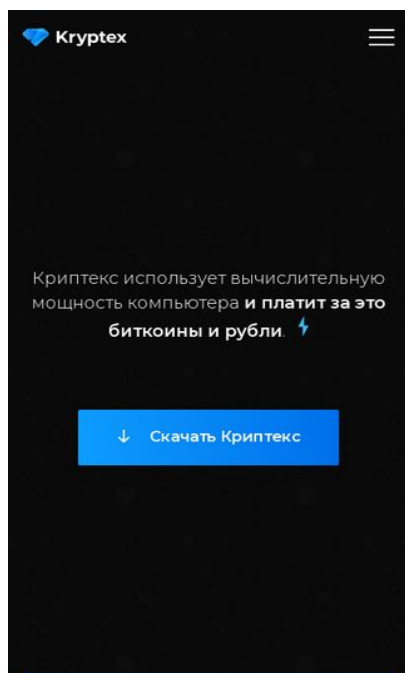 Kryptex
Криптекс использует вычислительную
мощность компьютера и платит за это
биткоины и рубли.
Скачать Криптекс